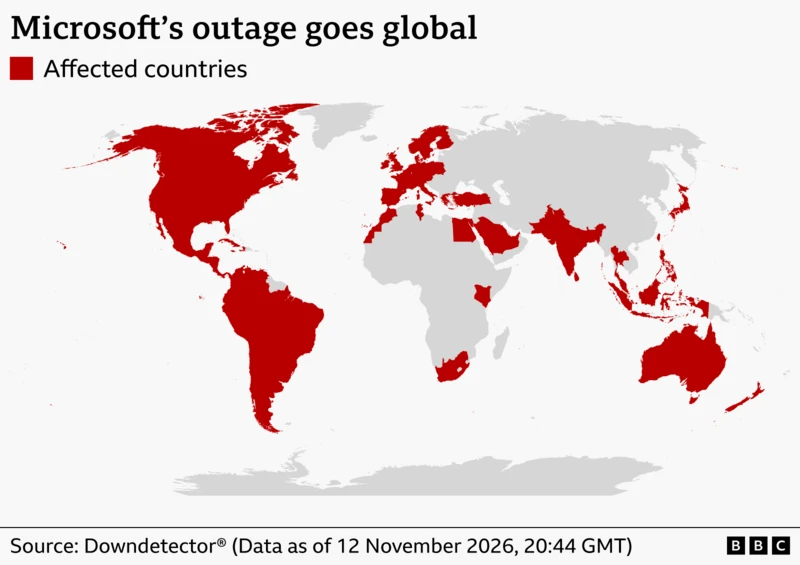 Microsoft's outage goes global
Affected countries
Source: Downdetector® (Data as of 12 November 2026, 20:44 GMT)
BBC